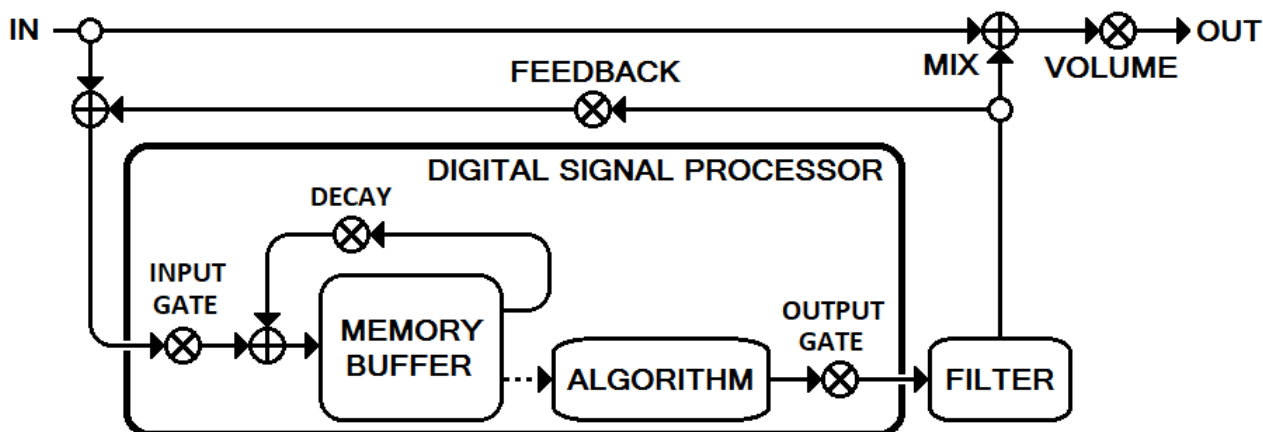 IN
OUT
MIX
VOLUME
FEEDBACK
DIGITAL SIGNAL PROCESSOR
DECAY
INPUT
GATE
MEMORY
BUFFER
ALGORITHM
OUTPUT
GATE
FILTER